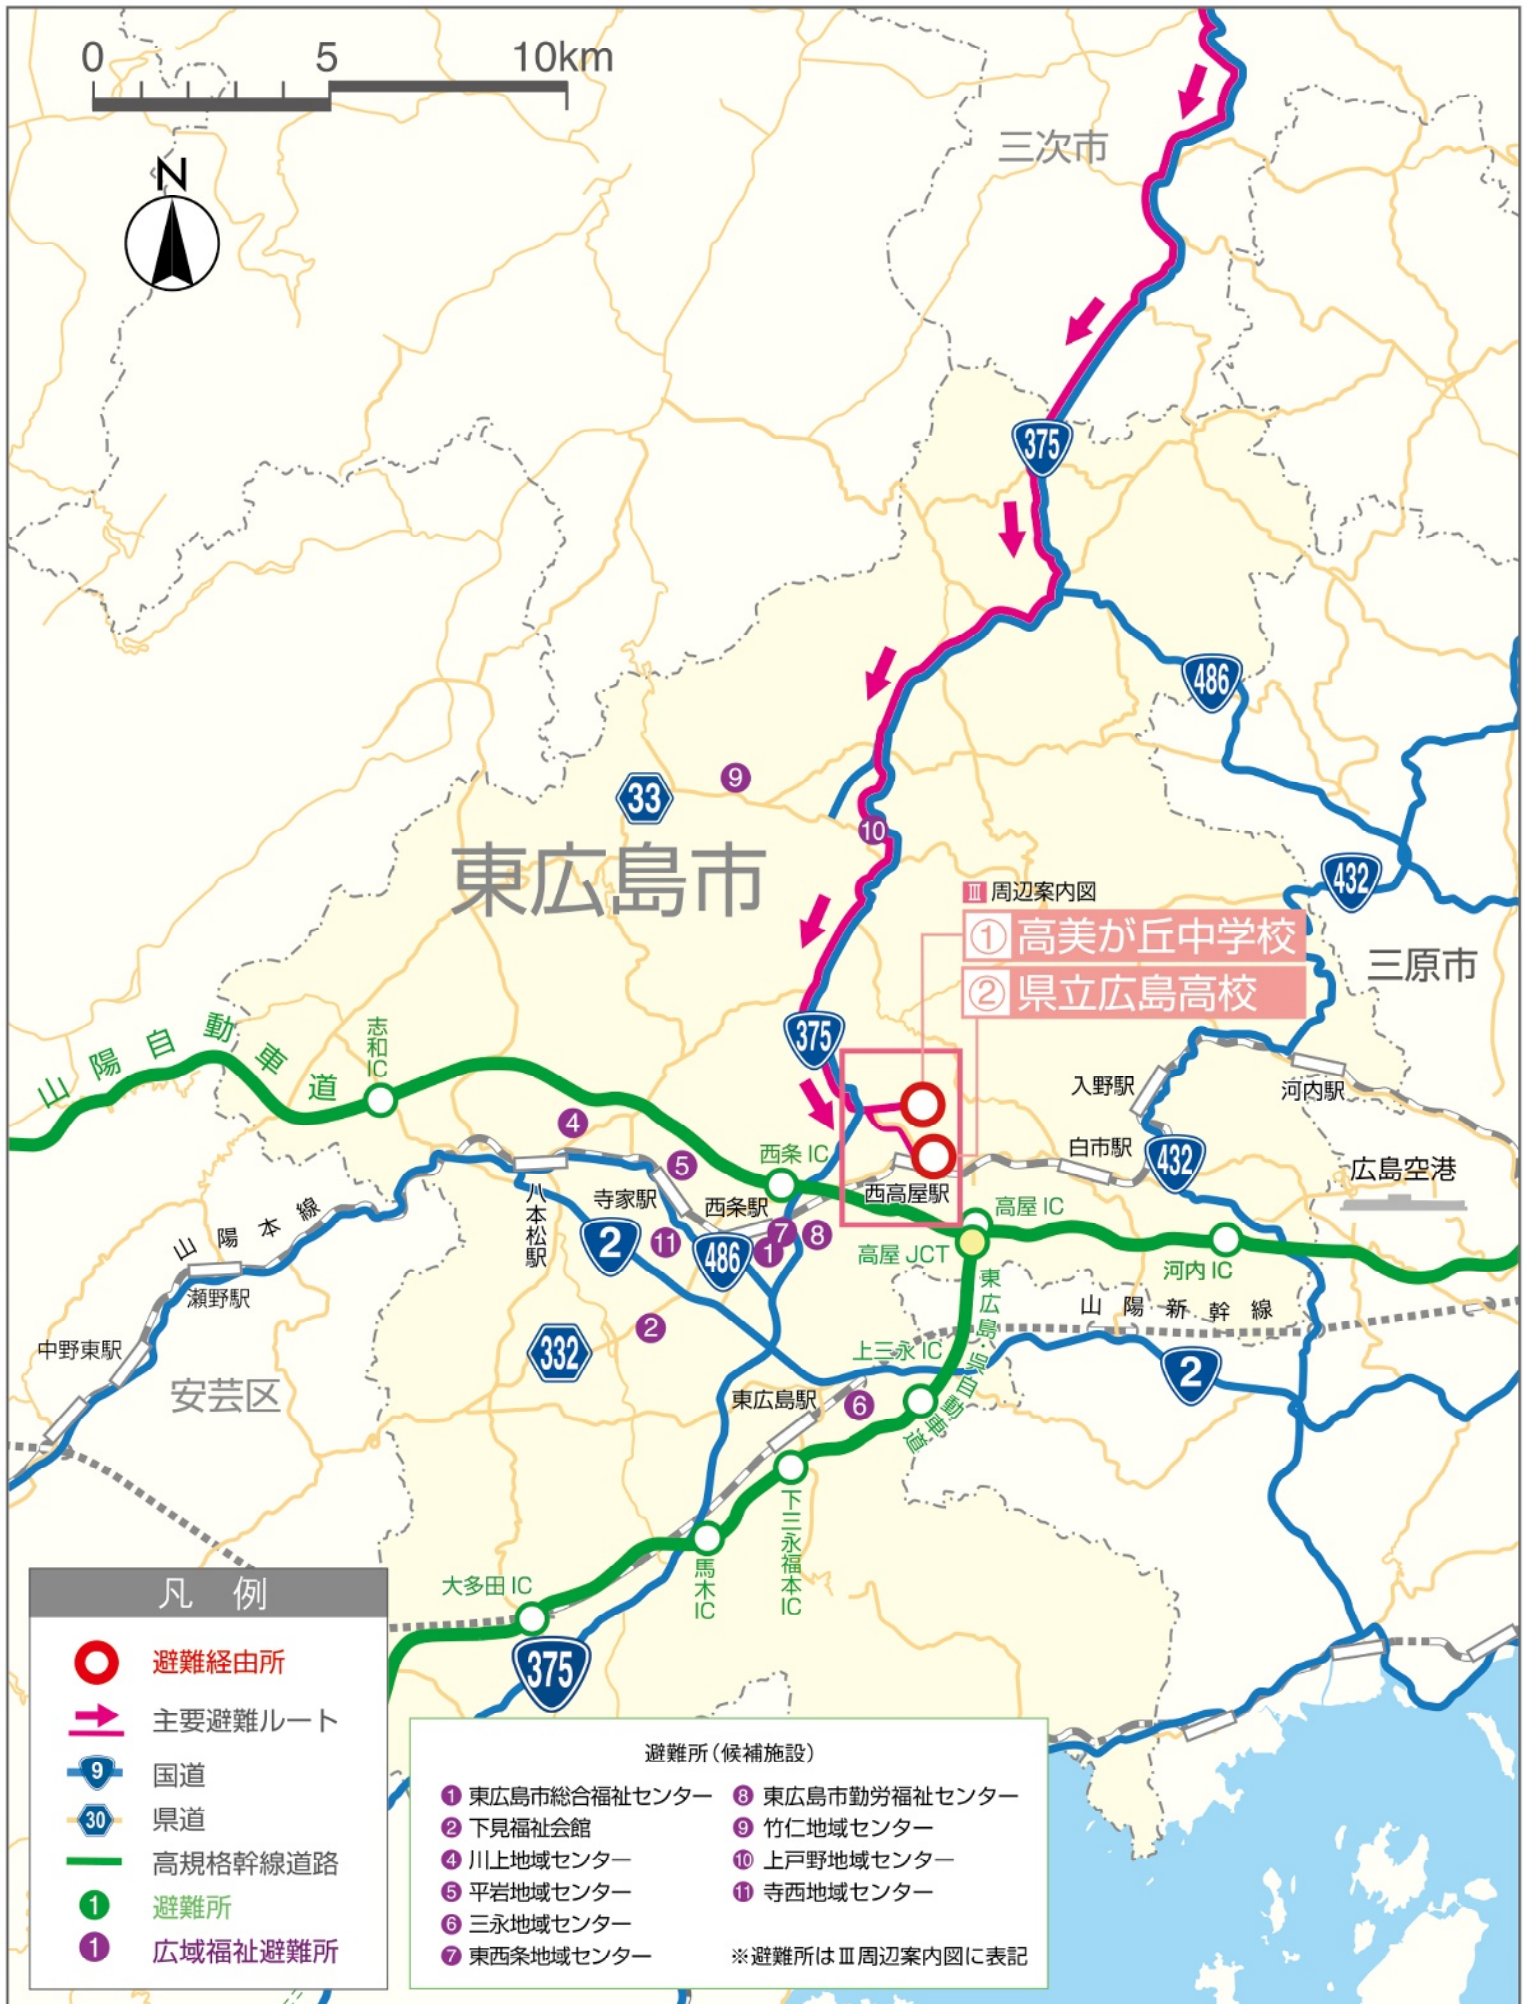 0 5 10km
N
三次市
375
486
33
9
10
東広島市
432
Ⅲ 周辺案内図
① 高美が丘中学校
② 県立広島高校
三原市
375
山陽自動車道
志和IC
入野駅
河内駅
4
5
西条 IC
白市駅
432
広島空港
西高屋駅
八本松駅
寺家駅
西条駅
高屋 IC
山陽本線
2
11
486
1
7
8
高屋 JCT
河内 IC
瀬野駅
東広島・呉自動車道
山陽新幹線
中野東駅
332
2
上三永 IC
2
安芸区
東広島駅
6
下三永福本IC
馬木IC
大多田 IC
375
凡 例
避難経由所
主要避難ルート
9 国道
30 県道
高規格幹線道路
1 避難所
1 広域福祉避難所
避難所（候補施設）
1 東広島市総合福祉センター
2 下見福祉会館
4 川上地域センター
5 平岩地域センター
6 三永地域センター
7 東西条地域センター
8 東広島市勤労福祉センター
9 竹仁地域センター
10 上戸野地域センター
11 寺西地域センター
※避難所はⅢ周辺案内図に表記